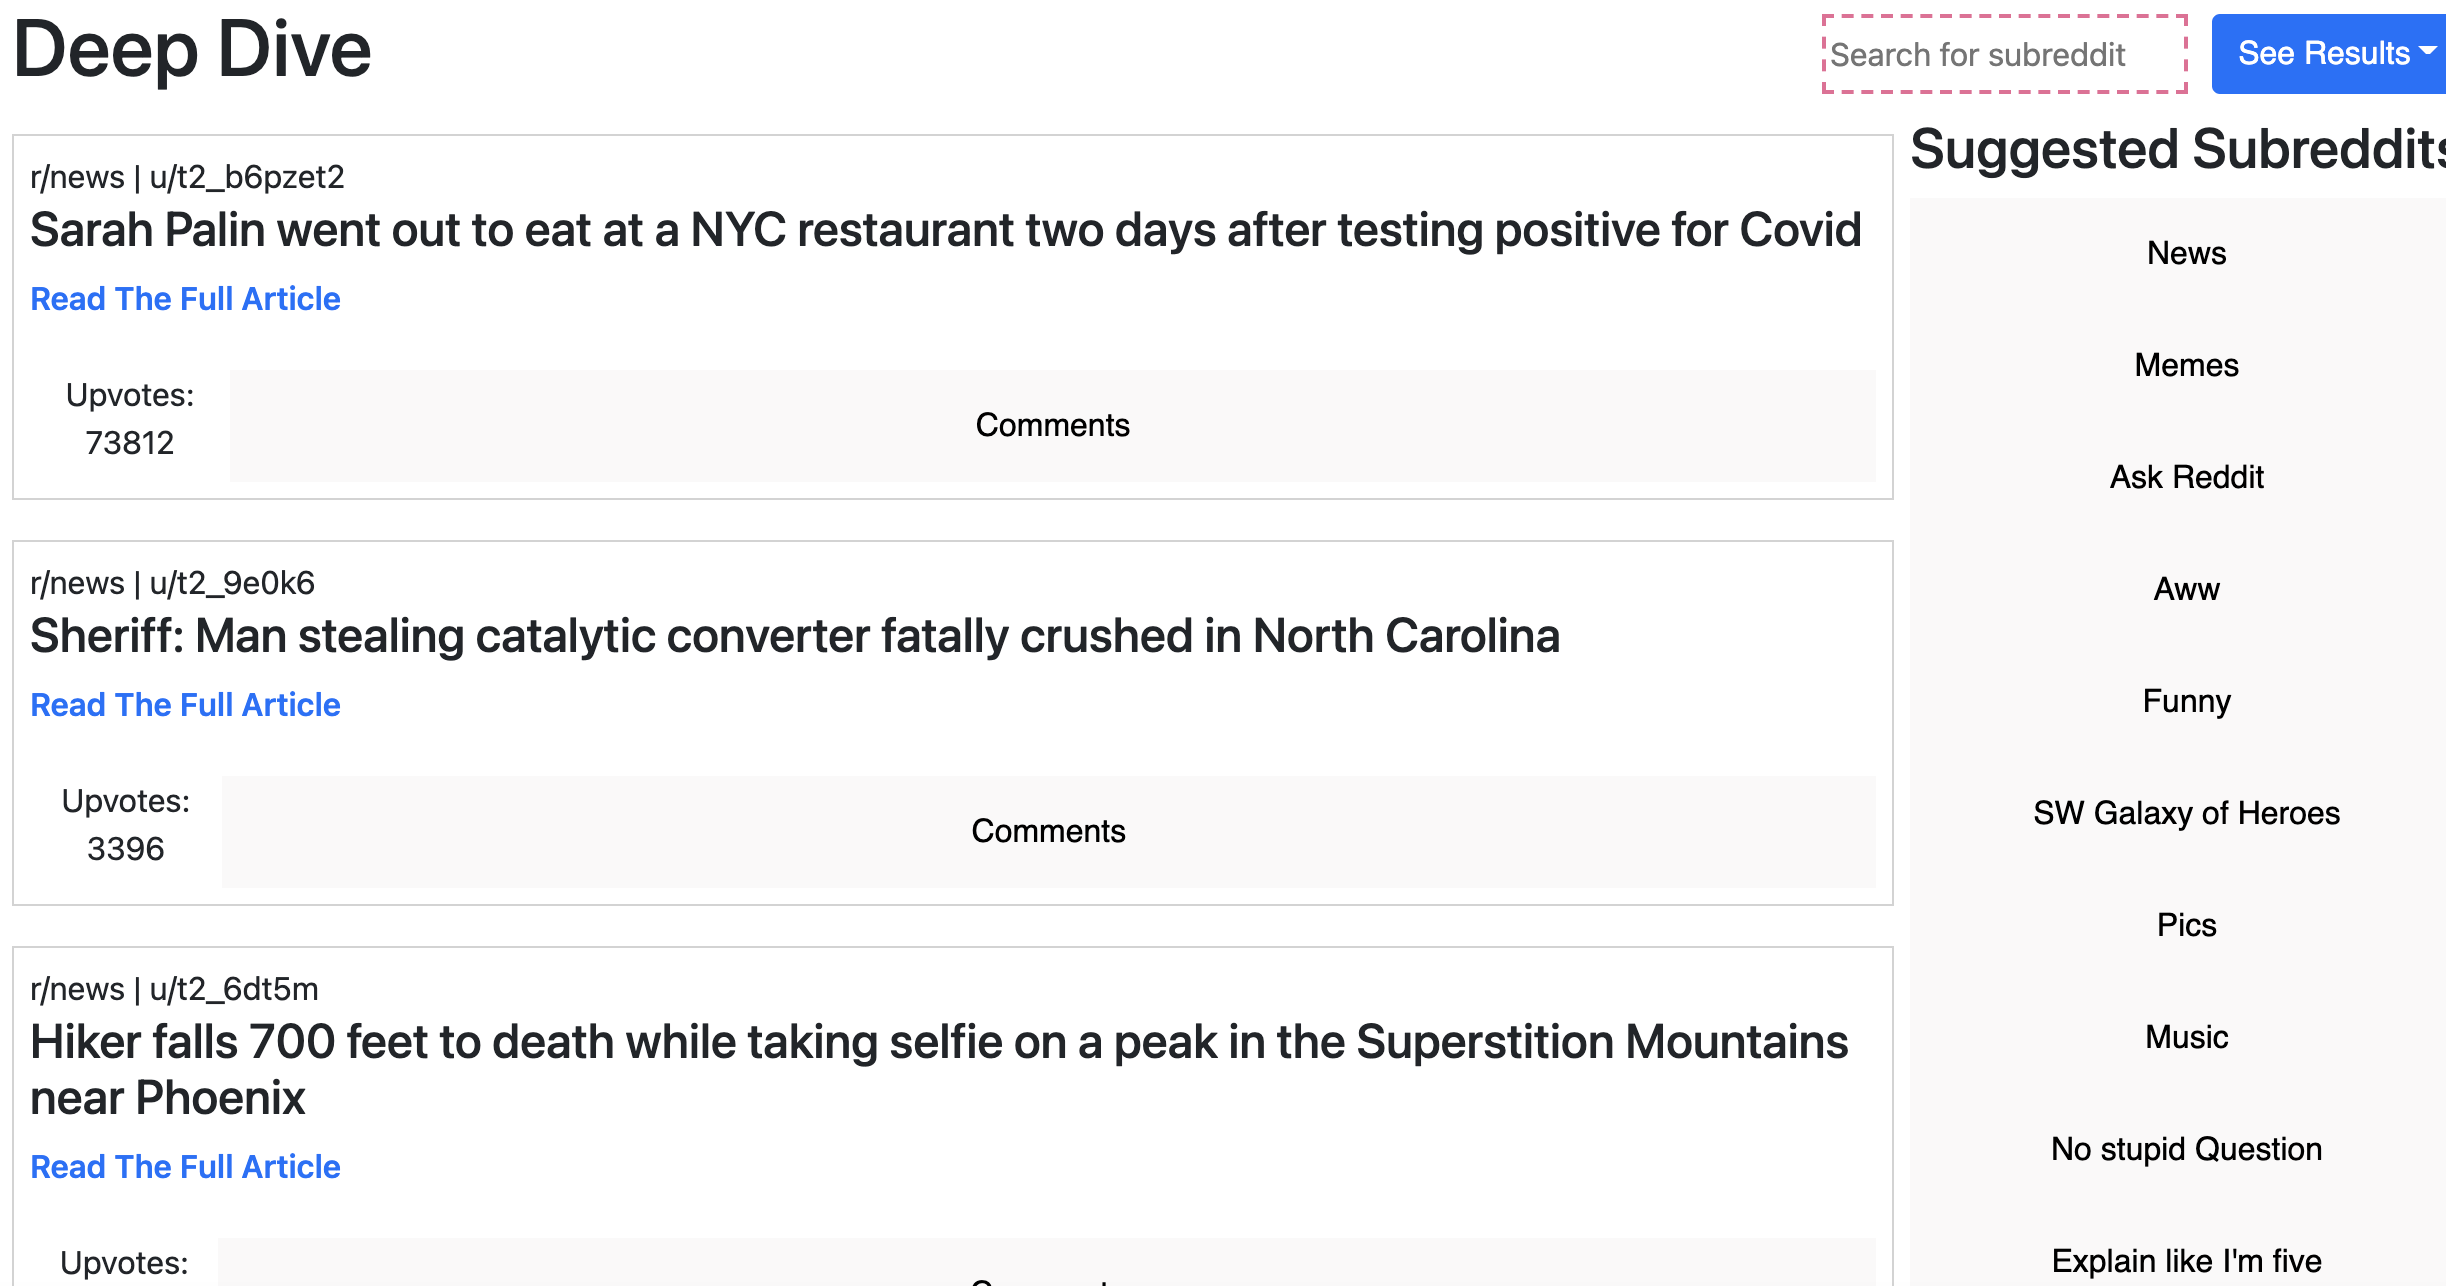 Deep Dive
Search for subreddit
See Results
r/news | u/t2_b6pzet2
Sarah Palin went out to eat at a NYC restaurant two days after testing positive for Covid
Read The Full Article
Upvotes:
73812
Comments
r/news | u/t2_9e0k6
Sheriff: Man stealing catalytic converter fatally crushed in North Carolina
Read The Full Article
Upvotes:
3396
Comments
r/news | u/t2_6dt5m
Hiker falls 700 feet to death while taking selfie on a peak in the Superstition Mountains
near Phoenix
Read The Full Article
Upvotes:
Suggested Subreddits
News
Memes
Ask Reddit
Aww
Funny
SW Galaxy of Heroes
Pics
Music
No stupid Question
Explain like I'm five